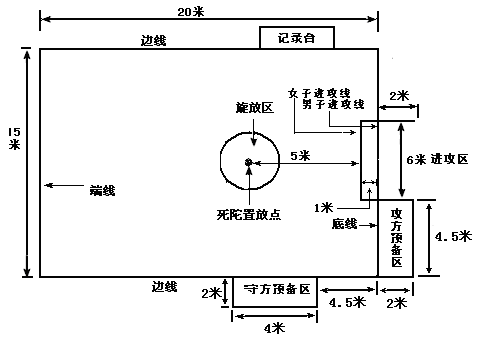 20米
边线
记录台
女子进攻线
男子进攻线
2米
旋放区
15米
5米
6米 进攻区
端线
死陀置放点
1米
底线
攻方预备区
4.5米
边线
2米
守方预备区
4.5米
2米
4米